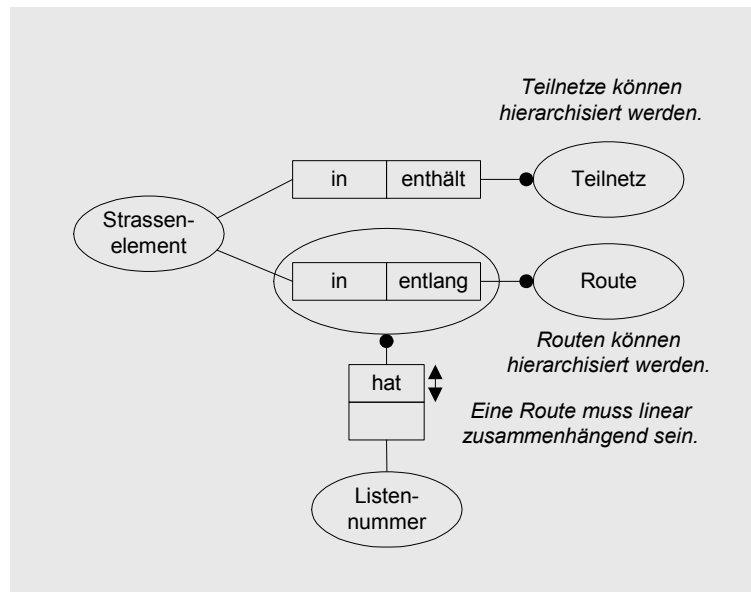 Teilnetze können
hierarchisiert werden.
in
enthält
Teilnetz
Strassen-
element
in
entlang
Route
Routen können
hierarchisiert werden.
hat
Eine Route muss linear
zusammenhängend sein.
Listen-
nummer